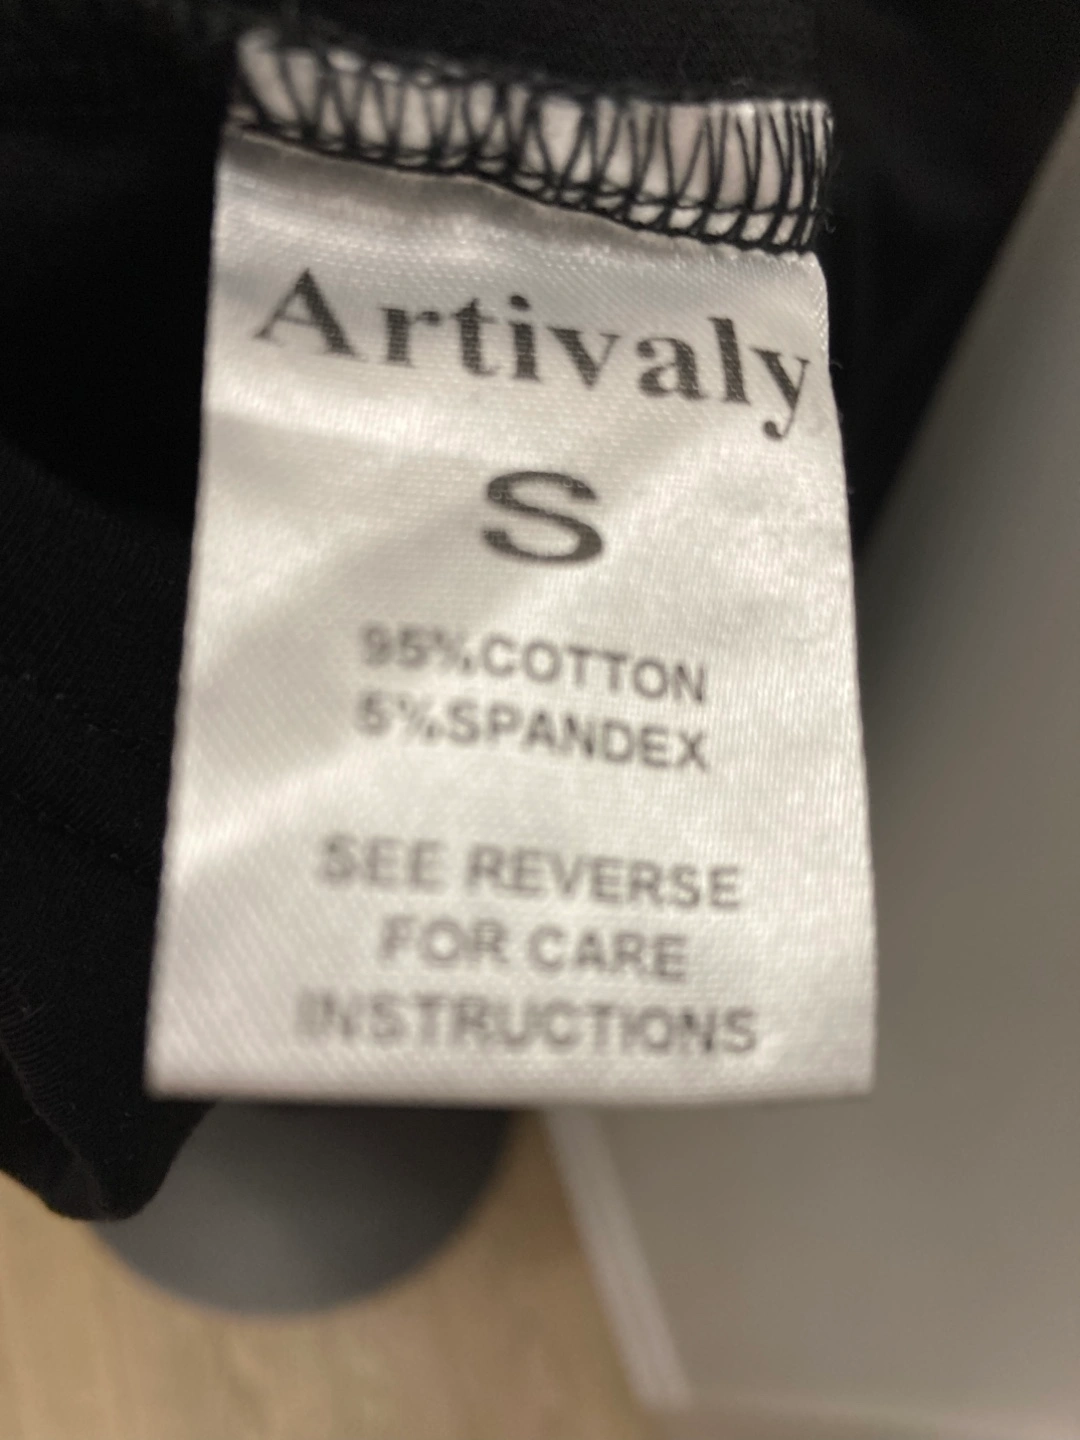 Artivaly
S
95%COTTON
5%SPANDEX
SEE REVERSE
FOR CARE
INSTRUCTIONS